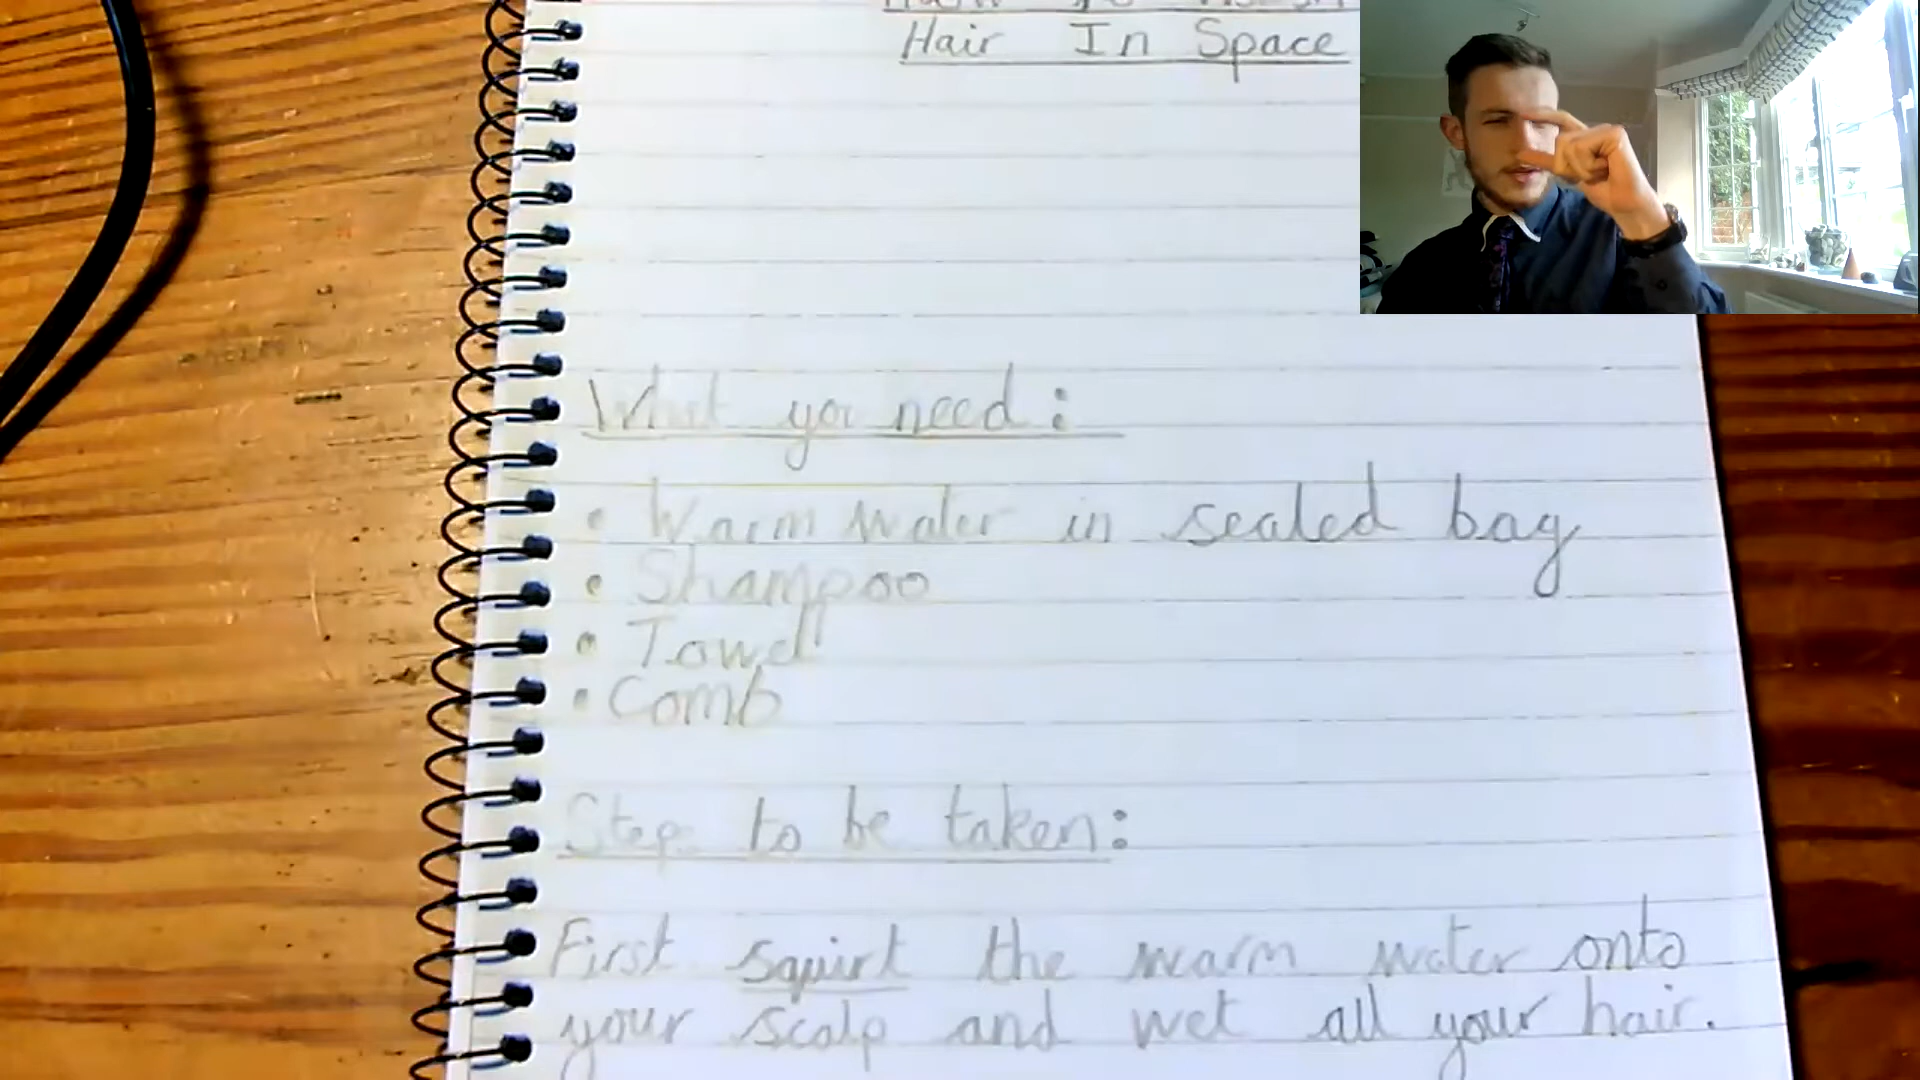 Hair In Space
What you need:
• Warm water in sealed bag
• Shampoo
• Towel
• Comb
Steps to be taken:
First squirt the warm water onto
your scalp and wet all your hair.